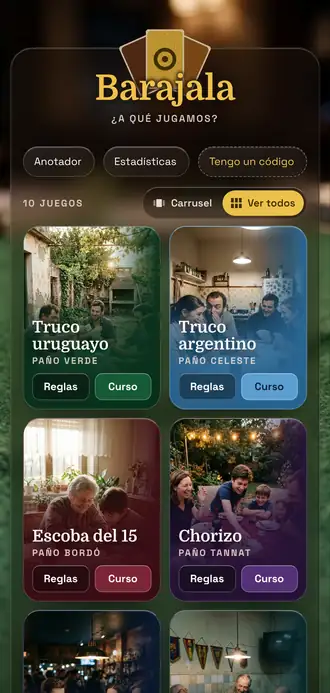 Barajala
¿A QUÉ JUGAMOS?
Anotador
Estadísticas
Tengo un código
10 JUEGOS
Carrusel
Ver todos
Truco
uruguayo
PAÑO VERDE
Reglas
Curso
Truco
argentino
PAÑO CELESTE
Reglas
Curso
Escoba del 15
PAÑO BORDÓ
Reglas
Curso
Chorizo
PAÑO TANNAT
Reglas
Curso